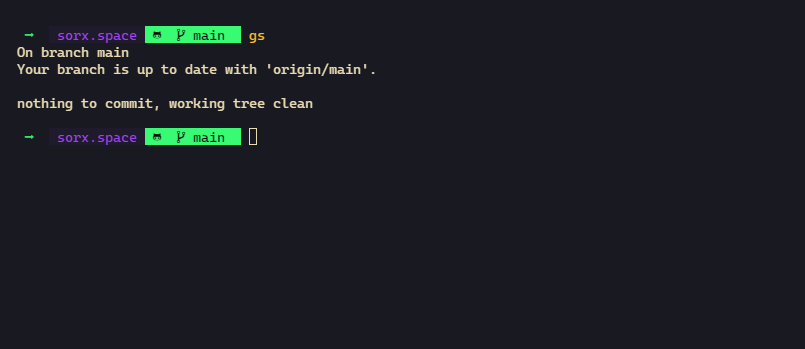 → sorx.space main gs
On branch main
Your branch is up to date with 'origin/main'.
nothing to commit, working tree clean
→ sorx.space main